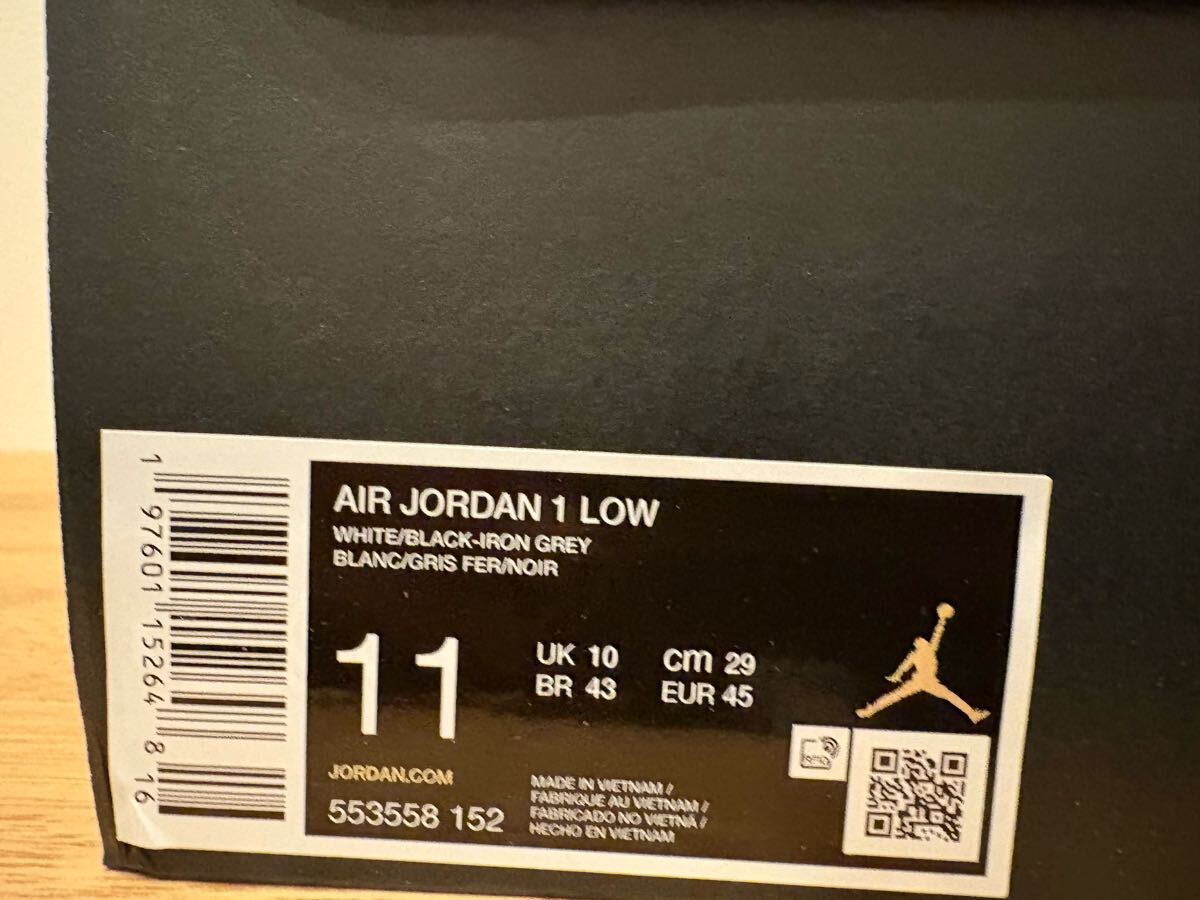 AIR JORDAN 1 LOW
WHITE/BLACK-IRON GREY
BLANC/GRIS FER/NOIR
11
UK 10 cm 29
BR 43 EUR 45
JORDAN.COM
553558 152
MADE IN VIETNAM /
FABRIQUE AU VIETNAM /
FABRICADO NO VIETNÃ /
HECHO EN VIETNAM
1 97601 15264 8 16